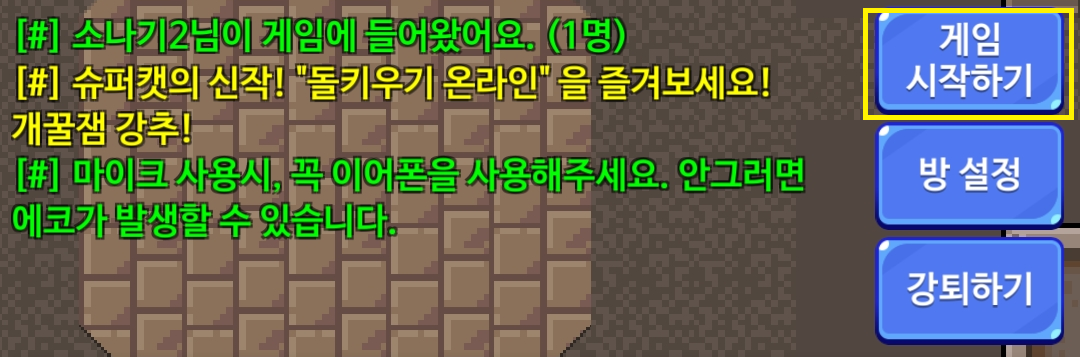 [#] 소나기2님이 게임에 들어왔어요. (1명)
[#] 슈퍼캣의 신작! "돌키우기 온라인" 을 즐겨보세요!
개꿀잼 강추!
[#] 마이크 사용시, 꼭 이어폰을 사용해주세요. 안그러면
에코가 발생할 수 있습니다.
게임
시작하기
방 설정
강퇴하기